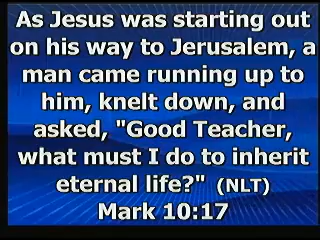 As Jesus was starting out
on his way to Jerusalem, a
man came running up to
him, knelt down, and
asked, "Good Teacher,
what must I do to inherit
eternal life?" (NLT)
Mark 10:17